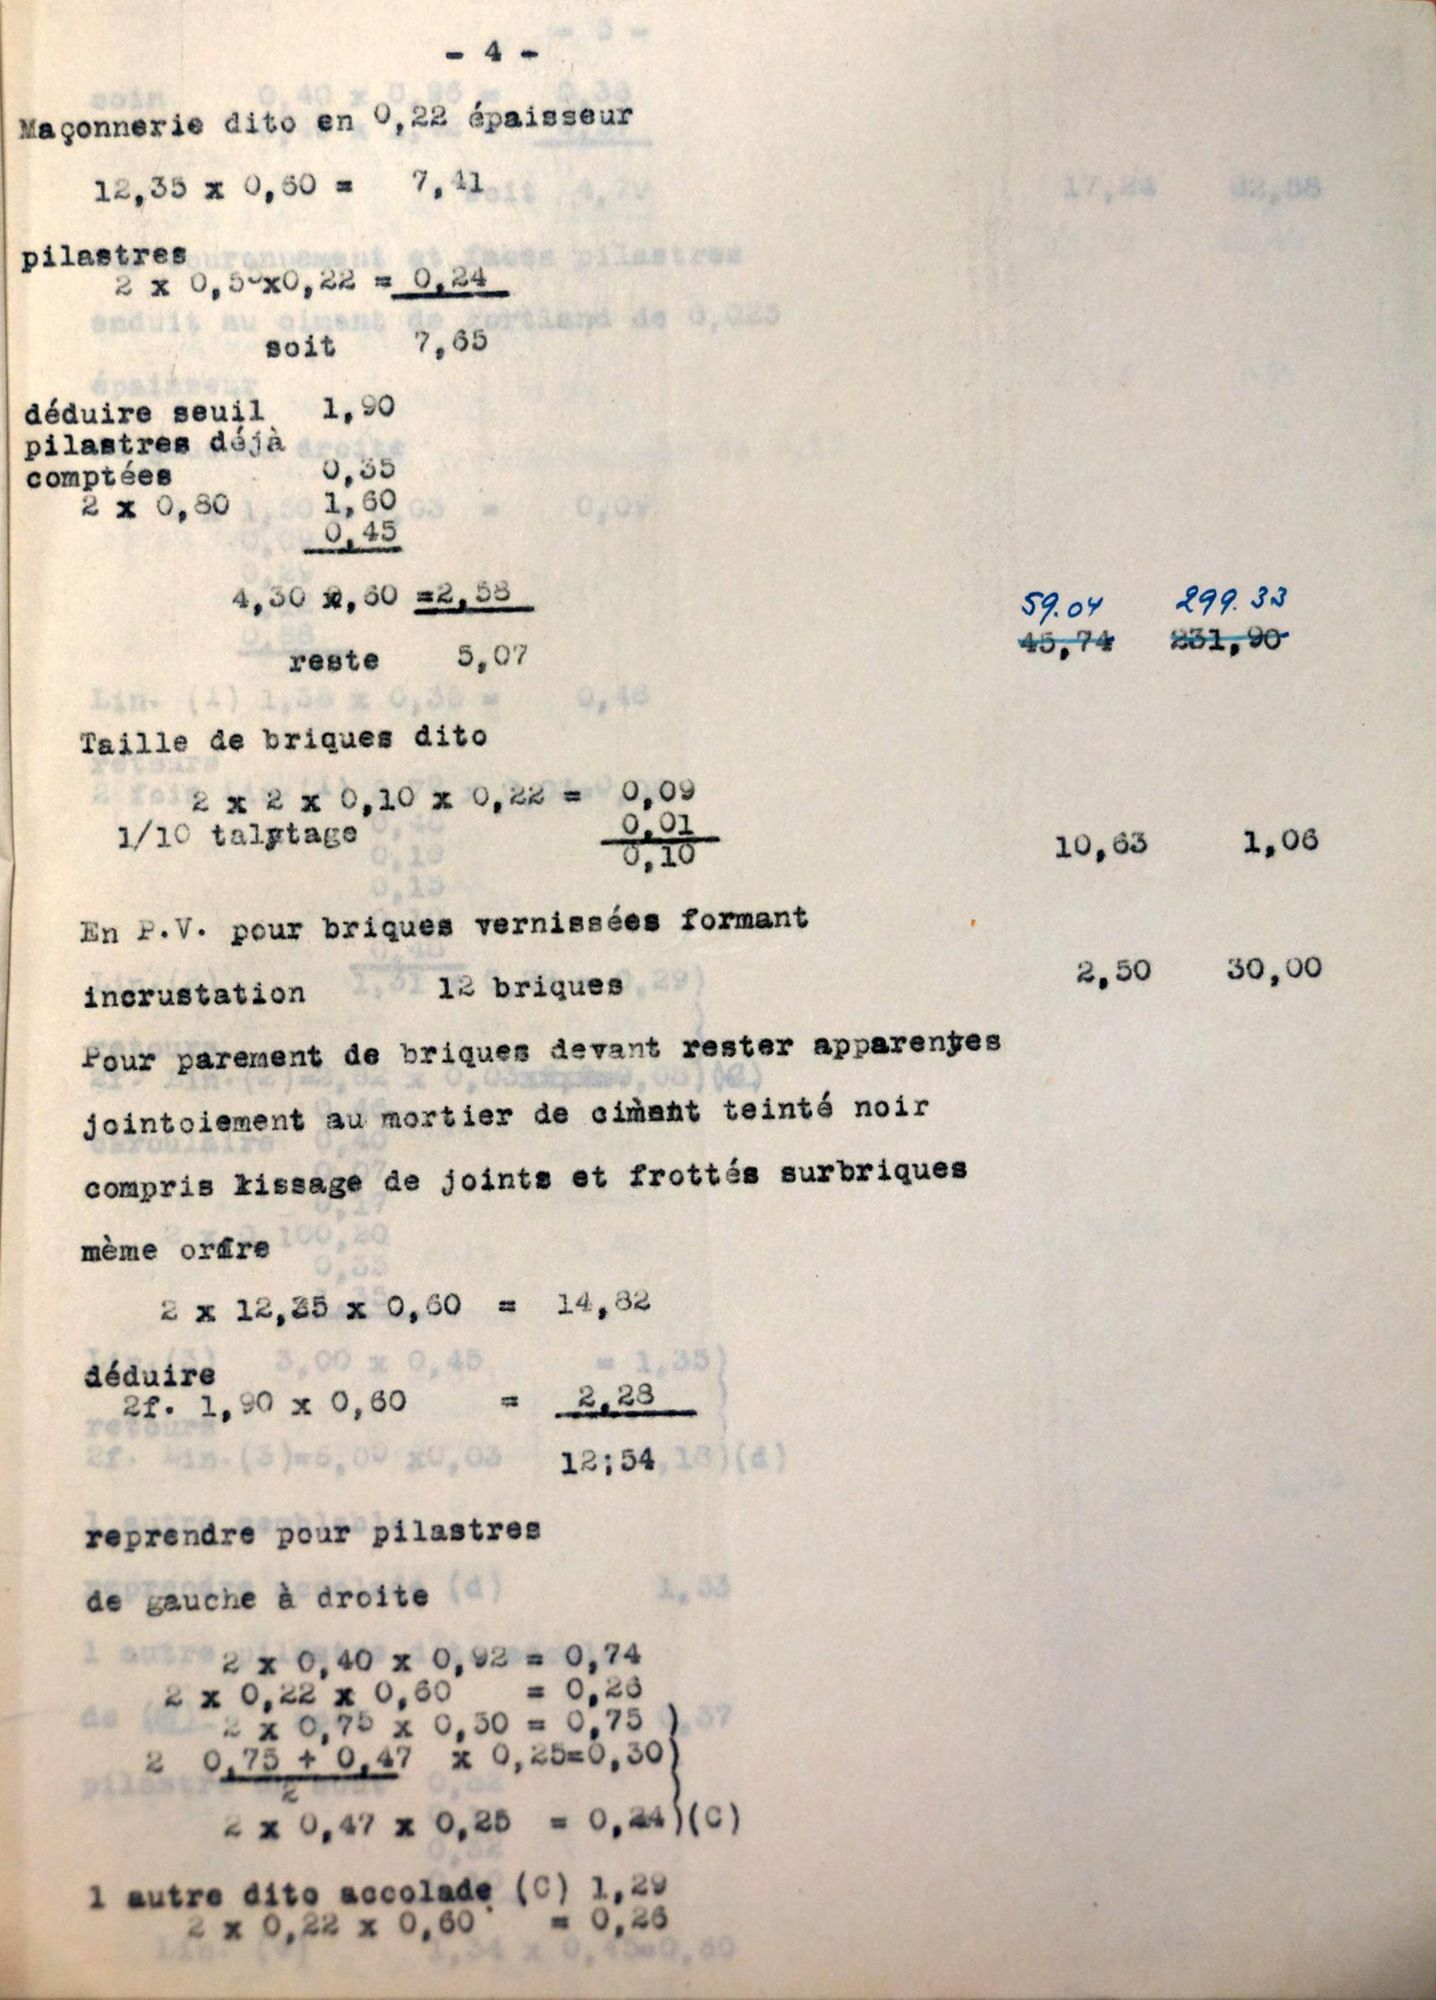 - 4 -
Maçonnerie dito en 0,22 épaisseur
12,35 x 0,60 = 7,41
pilastres
2 x 0,5 x0,22 = 0,24
soit 7,65
déduire seuil 1,90
pilastres déjà
comptées 0,35
2 x 0,80 1,60
0,45
4,30 x 0,60 =2,58
59.04 299.33
45,74 231,90
reste 5,07
Taille de briques dito
2 x 2 x 0,10 x 0,22 = 0,09
1/10 talutage 0,01
0,10 10,63 1,06
En P.V. pour briques vernissées formant
incrustation 12 briques 2,50 30,00
Pour parement de briques devant rester apparentes
jointoiement au mortier de ciment teinté noir
compris lissage de joints et frottés surbriques
mème ordre
2 x 12,35 x 0,60 = 14,82
déduire
2f. 1,90 x 0,60 = 2,28
12;54
reprendre pour pilastres
de gauche à droite
2 x 0,40 x 0,92 = 0,74
2 x 0,22 x 0,60 = 0,26
2 x 0,75 x 0,50 = 0,75 )
2 0,75 + 0,47 x 0,25=0,30)
2
2 x 0,47 x 0,25 = 0,24)(C)
1 autre dito accolade (C) 1,29
2 x 0,22 x 0,60 = 0,26